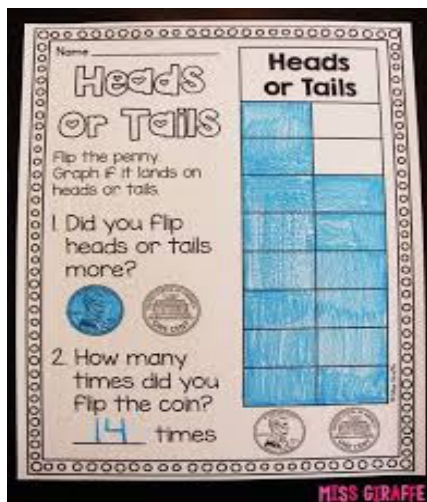 Name
Heads
or Tails
Flip the penny.
Graph if it lands on
heads or tails.
1. Did you flip
heads or tails
more?
ONE CENT
2. How many
times did you
flip the coin?
14 times
Heads
or Tails
MISS GIRAFFE